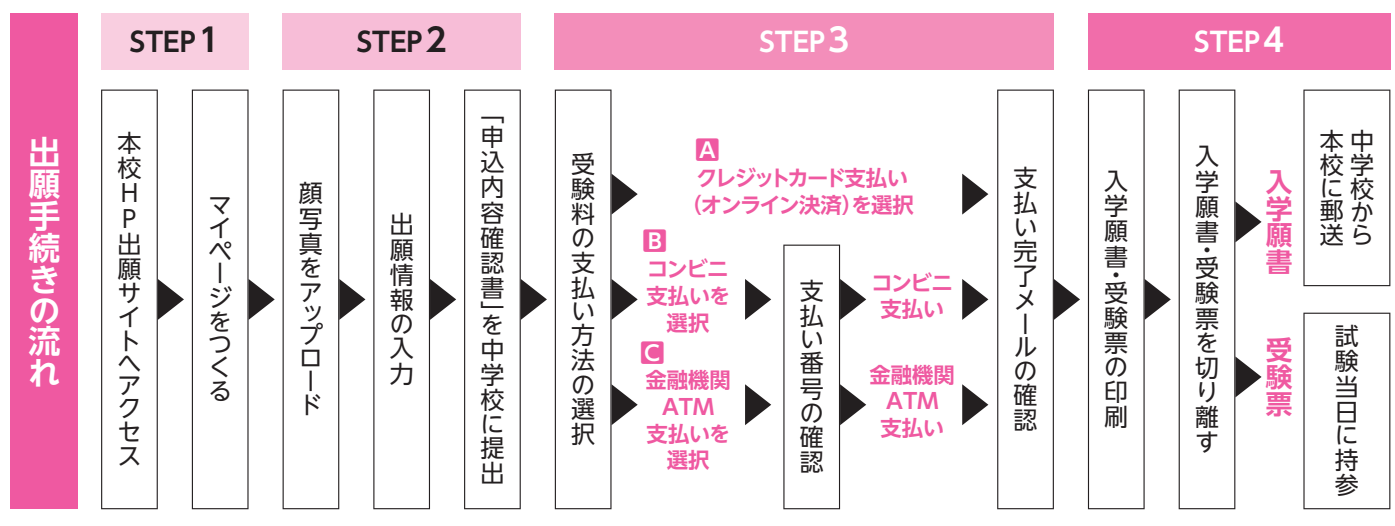 出願手続きの流れ
STEP1
本校HP出願サイトへアクセス
マイページをつくる
STEP2
顔写真をアップロード
出願情報の入力
「申込内容確認書」を中学校に提出
STEP3
受験料の支払い方法の選択
A
クレジットカード支払い
(オンライン決済)を選択
B
コンビニ
支払いを
選択
C
金融機関
ATM
支払いを
選択
支払い番号の確認
コンビニ
支払い
金融機関
ATM
支払い
支払い完了メールの確認
STEP4
入学願書・受験票の印刷
入学願書・受験票を切り離す
入学願書
中学校から
本校に郵送
受験票
試験当日に持参